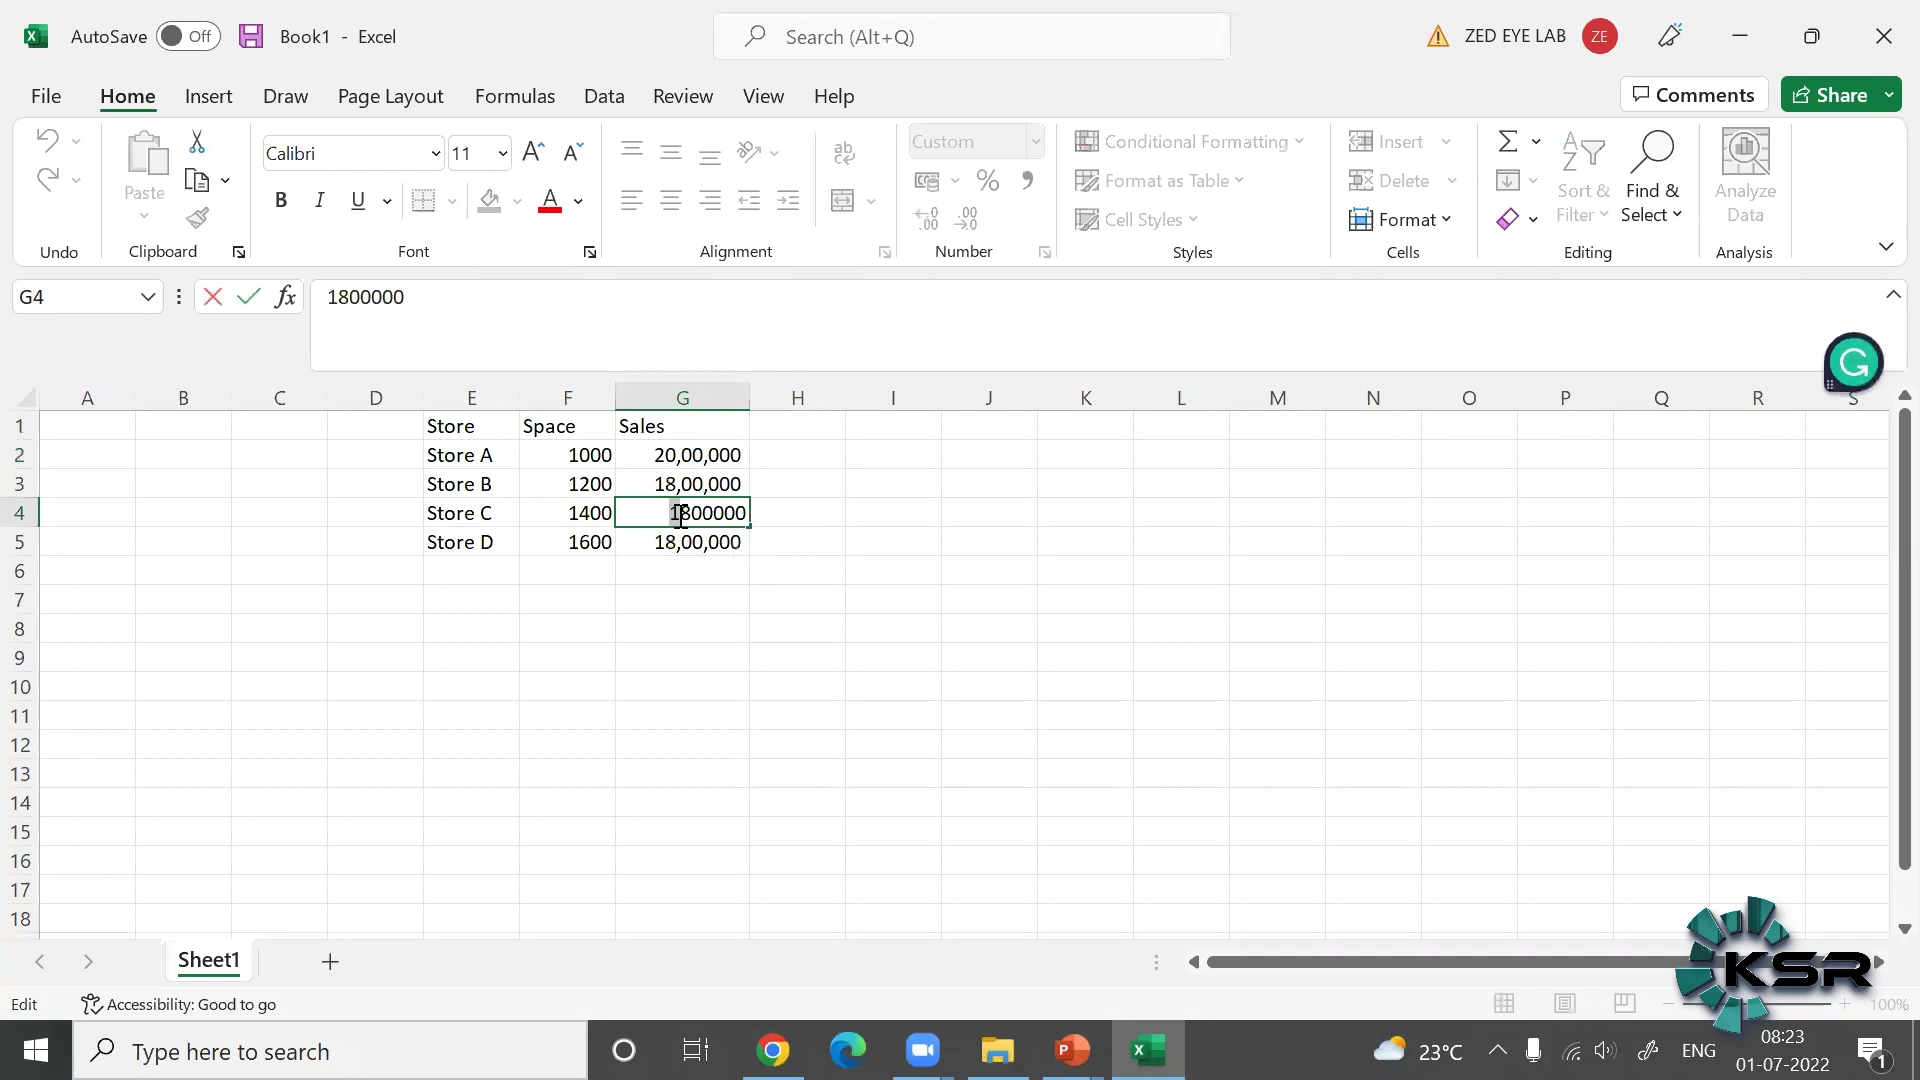 AutoSave Off Book1 - Excel Search (Alt+Q) ZED EYE LAB ZE
File Home Insert Draw Page Layout Formulas Data Review View Help Comments Share
Undo
Paste
Clipboard
Calibri 11
B I U A
Font
ab
Alignment
Custom
% 9
.00
Number
Conditional Formatting
Format as Table
Cell Styles
Styles
Insert
Delete
Format
Cells
Sort & Filter
Find & Select
Editing
Analyze Data
Analysis
G4 fx 1800000
A B C D E F G H I J K L M N O P Q R S
1 Store Space Sales
2 Store A 1000 20,00,000
3 Store B 1200 18,00,000
4 Store C 1400 1800000
5 Store D 1600 18,00,000
6
7
8
9
10
11
12
13
14
15
16
17
18
Sheet1
KSR
Edit Accessibility: Good to go 100%
Type here to search 23°C ENG 08:23
01-07-2022 1